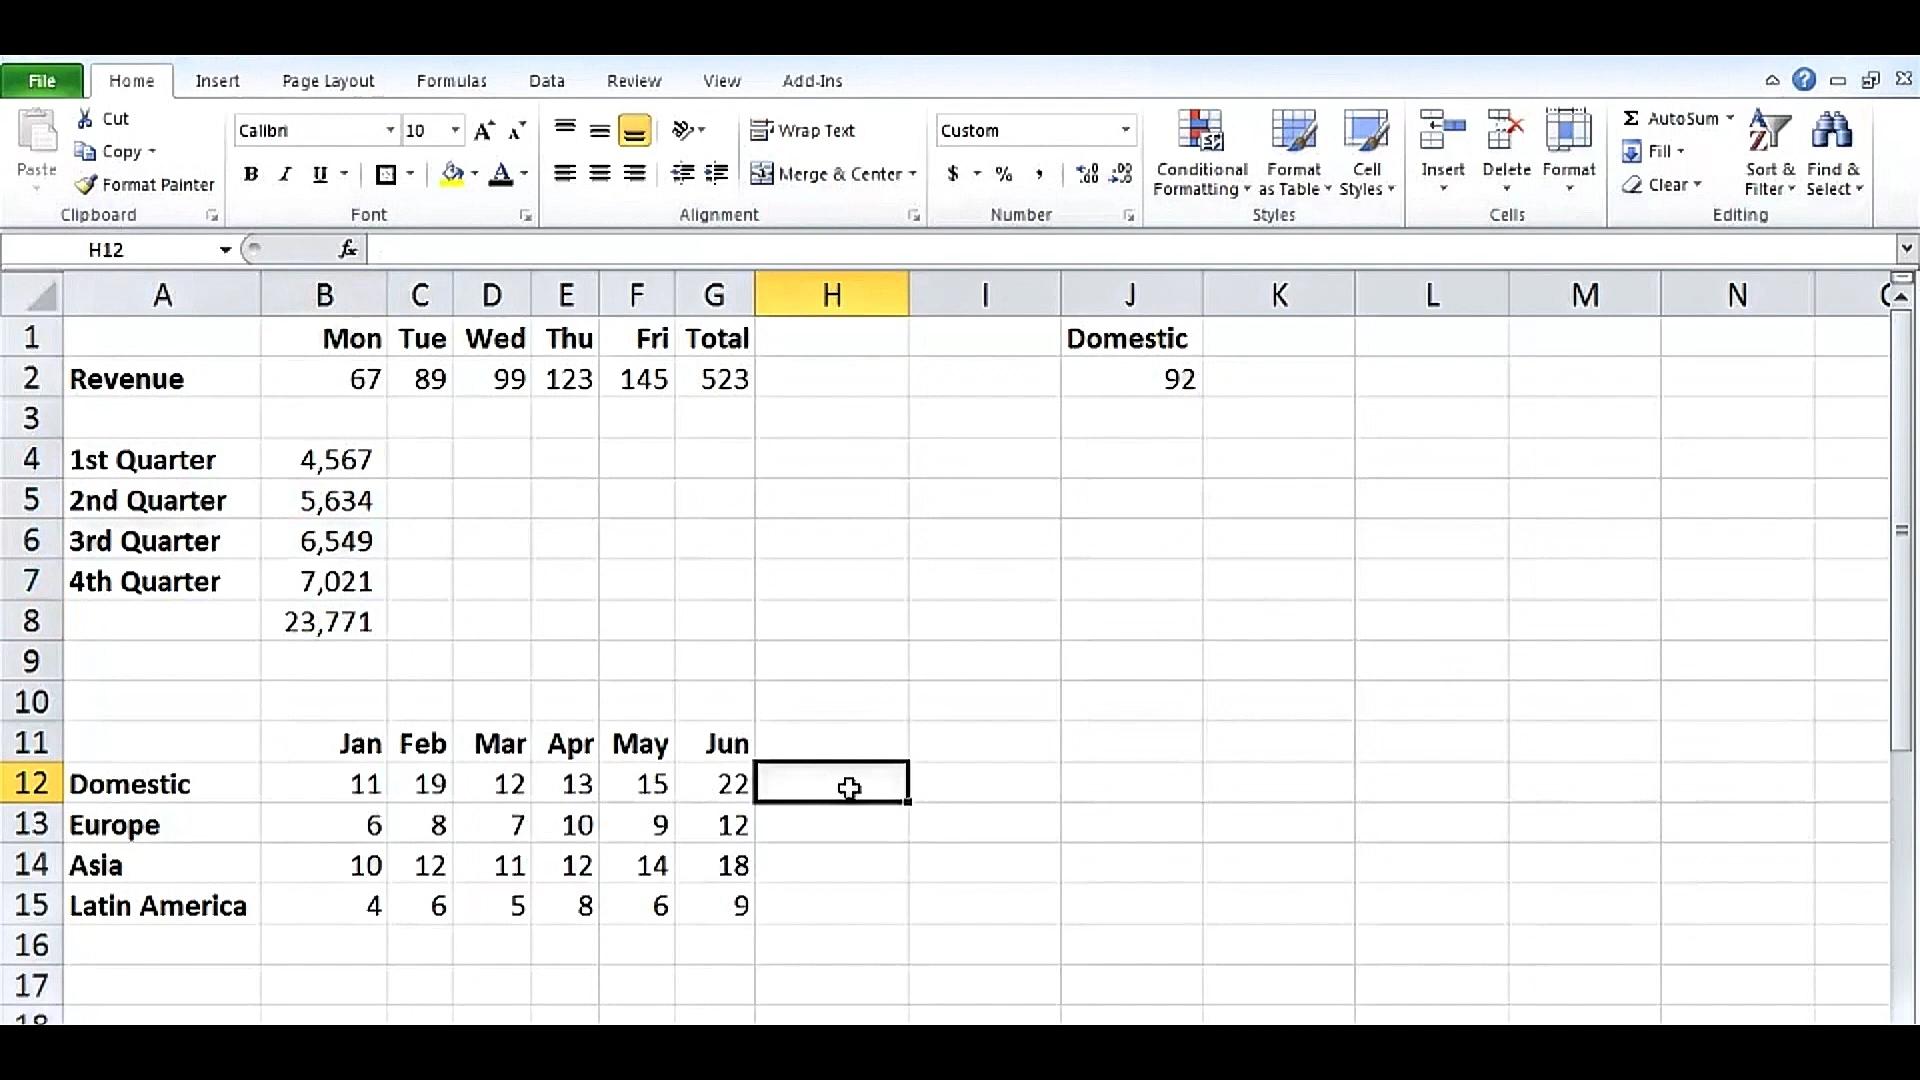 File Home Insert Page Layout Formulas Data Review View Add-Ins
Paste
Cut
Copy
Format Painter
Clipboard
Calibri 10
B I U
Font
Wrap Text
Merge & Center
Alignment
Custom
$ % ,
Number
Conditional Formatting
Format as Table
Cell Styles
Styles
Insert Delete Format
Cells
Σ AutoSum
Fill
Clear
Sort & Filter
Find & Select
Editing
H12 fx
A B C D E F G H I J K L M N
1 Mon Tue Wed Thu Fri Total Domestic
2 Revenue 67 89 99 123 145 523 92
3
4 1st Quarter 4,567
5 2nd Quarter 5,634
6 3rd Quarter 6,549
7 4th Quarter 7,021
8 23,771
9
10
11 Jan Feb Mar Apr May Jun
12 Domestic 11 19 12 13 15 22
13 Europe 6 8 7 10 9 12
14 Asia 10 12 11 12 14 18
15 Latin America 4 6 5 8 6 9
16
17
18